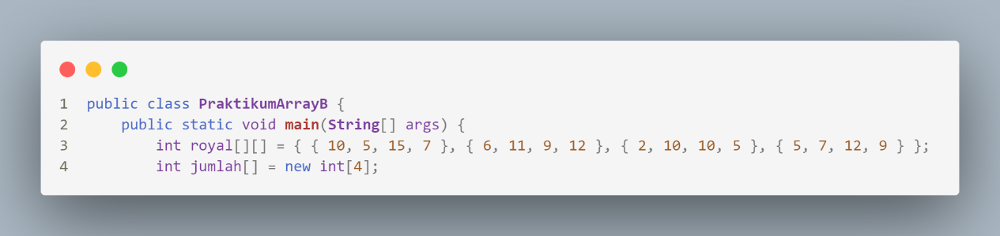 1 public class PraktikumArrayB {
2     public static void main(String[] args) {
3         int royal[][] = { { 10, 5, 15, 7 }, { 6, 11, 9, 12 }, { 2, 10, 10, 5 }, { 5, 7, 12, 9 } };
4         int jumlah[] = new int[4];